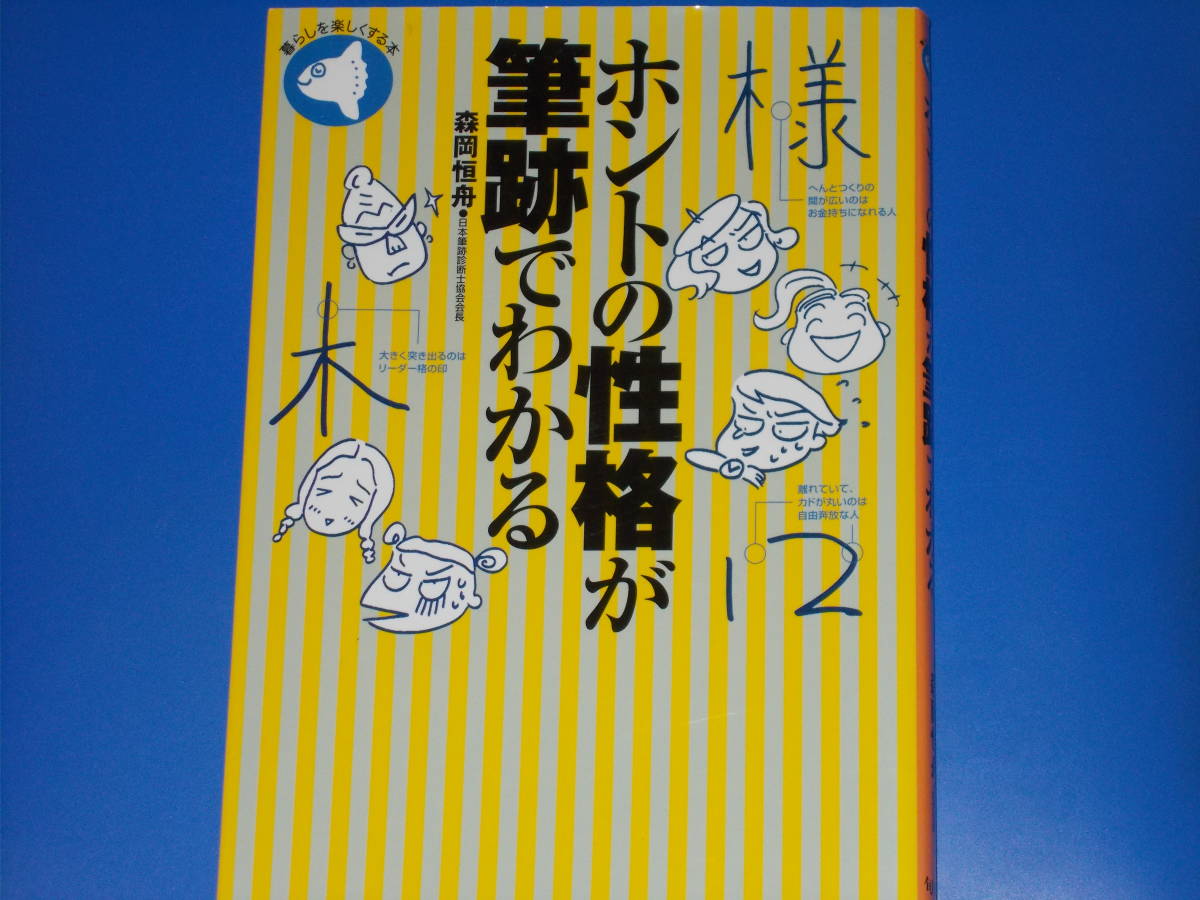 暮らしを楽しくする本
ホントの性格が
筆跡でわかる
森岡恒舟●日本筆跡診断士協会会長
様
へんとつくりの
間が広いのは
お金持ちになれる人
木
大きく突き出るのは
リーダー格の印
離れていて、
カドが丸いのは
自由奔放な人
12